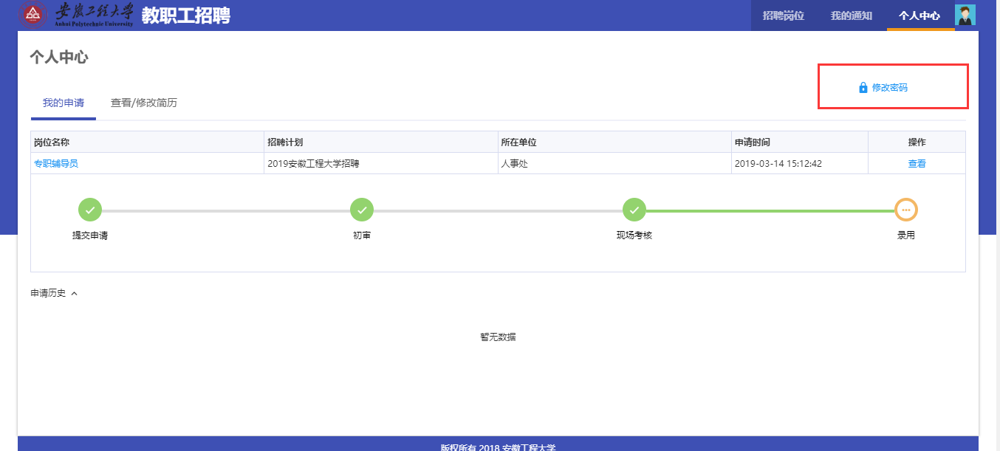 安徽工程大学
Anhui Polytechnic University
教职工招聘
招聘岗位 我的通知 个人中心
个人中心
修改密码
我的申请 查看/修改简历
岗位名称 招聘计划 所在单位 申请时间 操作
专职辅导员 2019安徽工程大学招聘 人事处 2019-03-14 15:12:42 查看
提交申请 初审 现场考核 录用
申请历史
暂无数据
版权所有 2018 安徽工程大学